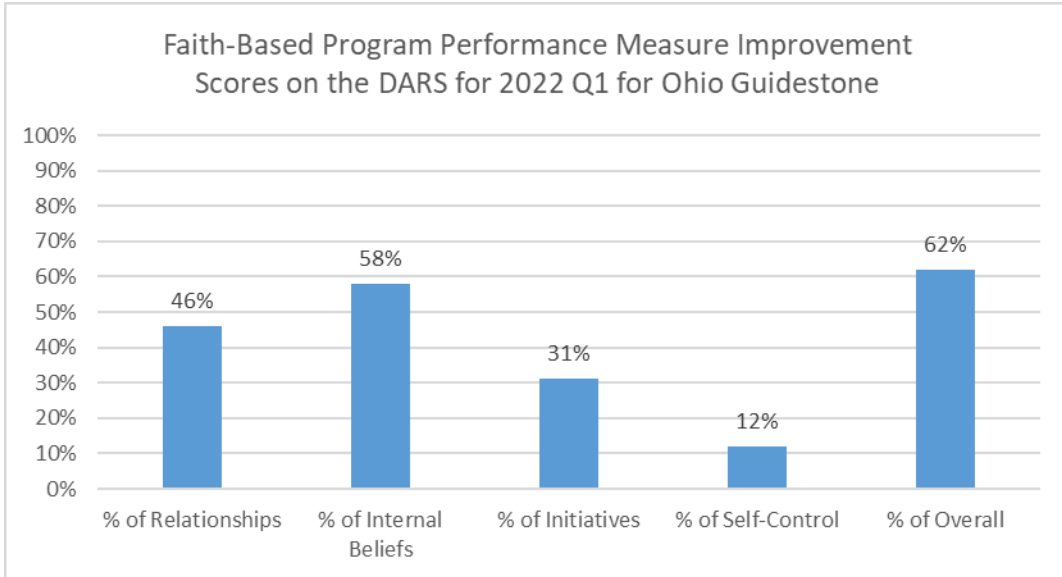 Faith-Based Program Performance Measure Improvement
Scores on the DARS for 2022 Q1 for Ohio Guidestone
100%
90%
80%
70%
60%
50%
40%
30%
20%
10%
0%
46%
58%
31%
12%
62%
% of Relationships
% of Internal
Beliefs
% of Initiatives
% of Self-Control
% of Overall